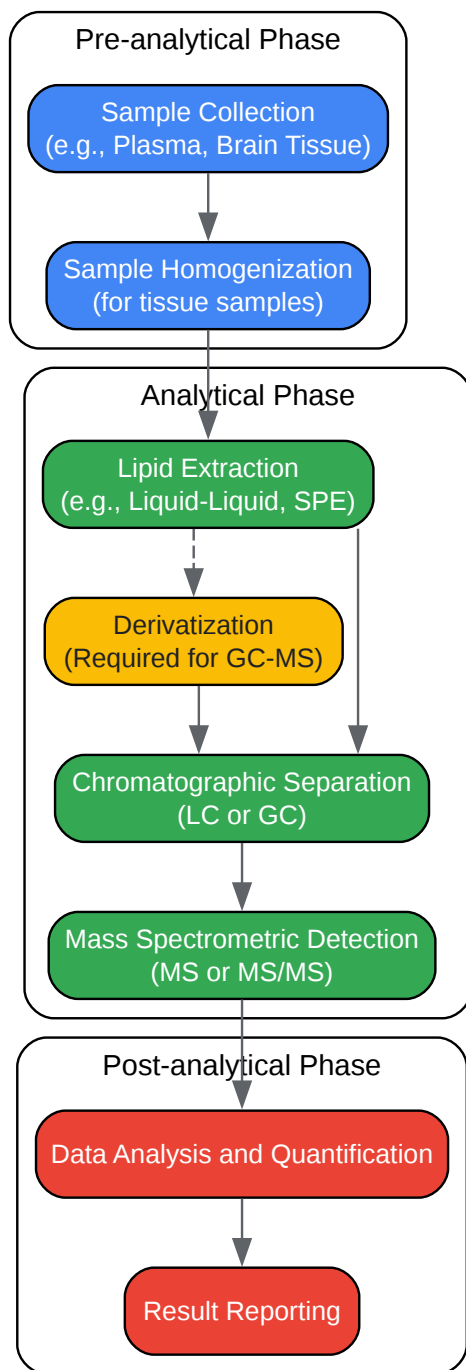 Pre-analytical Phase
Sample Collection
(e.g., Plasma, Brain Tissue)
Sample Homogenization
(for tissue samples)
Analytical Phase
Lipid Extraction
(e.g., Liquid-Liquid, SPE)
Derivatization
(Required for GC-MS)
Chromatographic Separation
(LC or GC)
Mass Spectrometric Detection
(MS or MS/MS)
Post-analytical Phase
Data Analysis and Quantification
Result Reporting